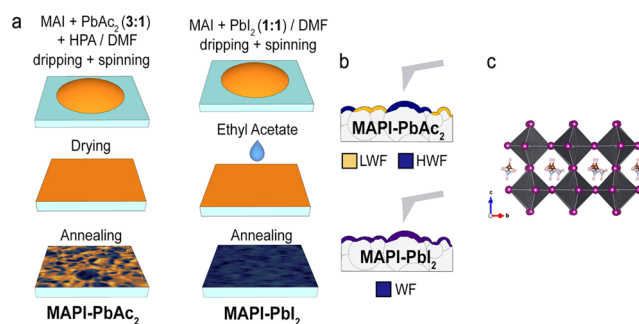 a
MAI + PbAc₂ (3:1)
+ HPA / DMF
dripping + spinning
Drying
Annealing
MAPI-PbAc₂
MAI + PbI₂ (1:1) / DMF
dripping + spinning
Ethyl Acetate
Annealing
MAPI-PbI₂
b
MAPI-PbAc₂
LWF HWF
MAPI-PbI₂
WF
c
c
b